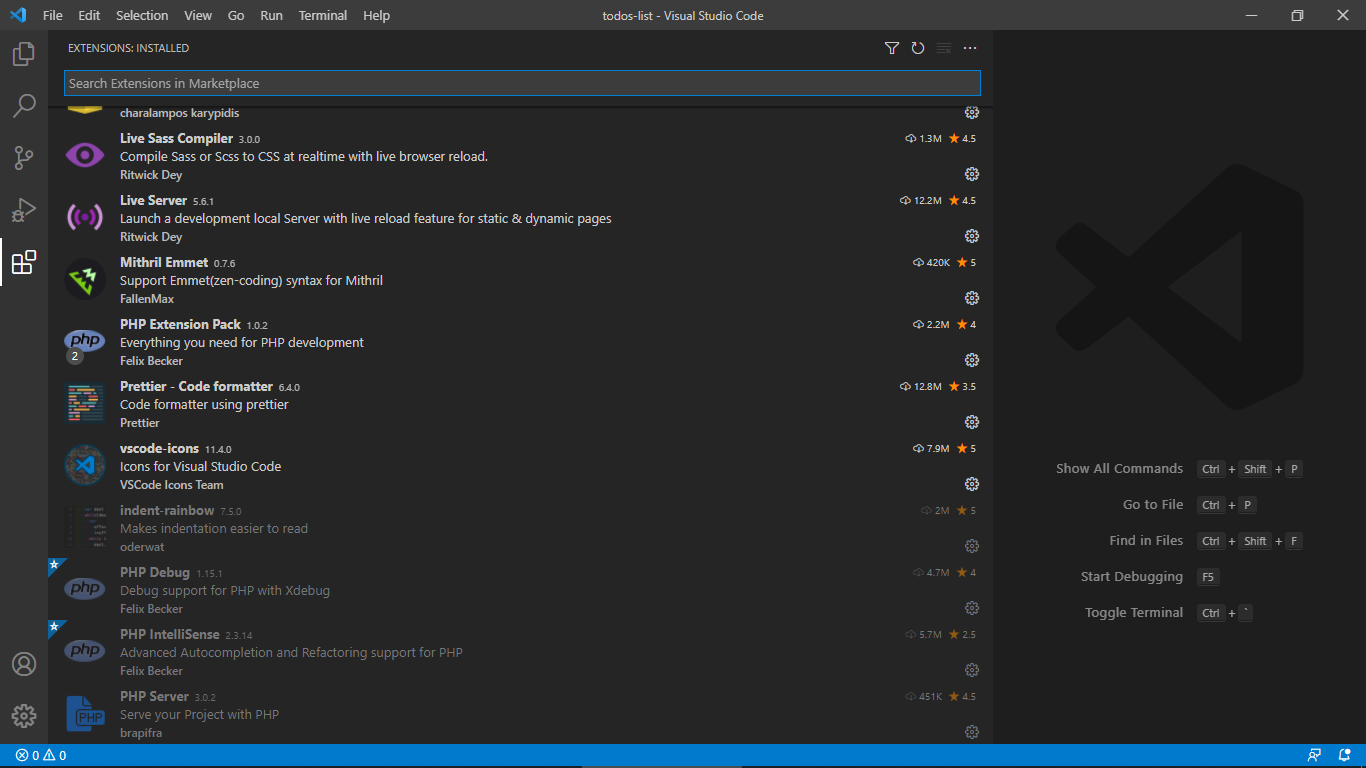 File Edit Selection View Go Run Terminal Help todos-list - Visual Studio Code
EXTENSIONS: INSTALLED
Search Extensions in Marketplace
charalampos karypidis
Live Sass Compiler 3.0.0 1.3M 4.5
Compile Sass or Scss to CSS at realtime with live browser reload.
Ritwick Dey
Live Server 5.6.1 12.2M 4.5
Launch a development local Server with live reload feature for static & dynamic pages
Ritwick Dey
Mithril Emmet 0.7.6 420K 5
Support Emmet(zen-coding) syntax for Mithril
FallenMax
PHP Extension Pack 1.0.2 2.2M 4
php
Everything you need for PHP development
2
Felix Becker
Prettier - Code formatter 6.4.0 12.8M 3.5
Code formatter using prettier
Prettier
vscode-icons 11.4.0 7.9M 5
Icons for Visual Studio Code
VSCode Icons Team
indent-rainbow 7.5.0 2M 5
Makes indentation easier to read
oderwat
PHP Debug 1.15.1 4.7M 4
php
Debug support for PHP with Xdebug
Felix Becker
PHP IntelliSense 2.3.14 5.7M 2.5
php
Advanced Autocompletion and Refactoring support for PHP
Felix Becker
PHP Server 3.0.2 451K 4.5
PHP
Serve your Project with PHP
brapifra
Show All Commands Ctrl + Shift + P
Go to File Ctrl + P
Find in Files Ctrl + Shift + F
Start Debugging F5
Toggle Terminal Ctrl + `
0 0